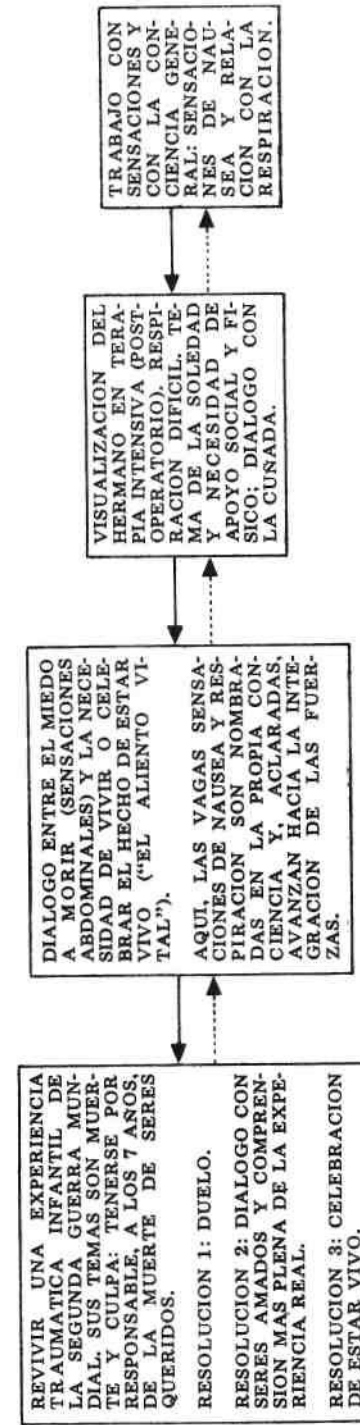 REVIVIR UNA EXPERIENCIA
TRAUMATICA INFANTIL DE
LA SEGUNDA GUERRA MUN-
DIAL. SUS TEMAS SON MUER-
TE Y CULPA: TENERSE POR
RESPONSABLE, A LOS 7 AÑOS,
DE LA MUERTE DE SERES
QUERIDOS.
RESOLUCION 1: DUELO.
RESOLUCION 2: DIALOGO CON
SERES AMADOS Y COMPREN-
SION MAS PLENA DE LA EXPE-
RIENCIA REAL.
RESOLUCION 3: CELEBRACION
DE ESTAR VIVO.
DIALOGO ENTRE EL MIEDO
A MORIR (SENSACIONES
ABDOMINALES) Y LA NECE-
SIDAD DE VIVIR O CELE-
BRAR EL HECHO DE ESTAR
VIVO ("EL ALIENTO VI-
TAL").
AQUI, LAS VAGAS SENSA-
CIONES DE NAUSEA Y RES-
PIRACION SON NOMBRA-
DAS EN LA PROPIA CON-
CIENCIA Y, ACLARADAS,
AVANZAN HACIA LA INTE-
GRACION DE LAS FUER-
ZAS.
VISUALIZACION DEL
HERMANO EN TERA-
PIA INTENSIVA (POST-
OPERATORIO). RESPI-
RACION DIFICIL. TE-
MA DE LA SOLEDAD
Y NECESIDAD DE
APOYO SOCIAL Y FI-
SICO; DIALOGO CON
LA CUÑADA.
TRABAJO CON
SENSACIONES Y
CON LA CON-
CIENCIA GENE-
RAL: SENSACIO-
NES DE NAU-
SEA Y RELA-
CION CON LA
RESPIRACION.